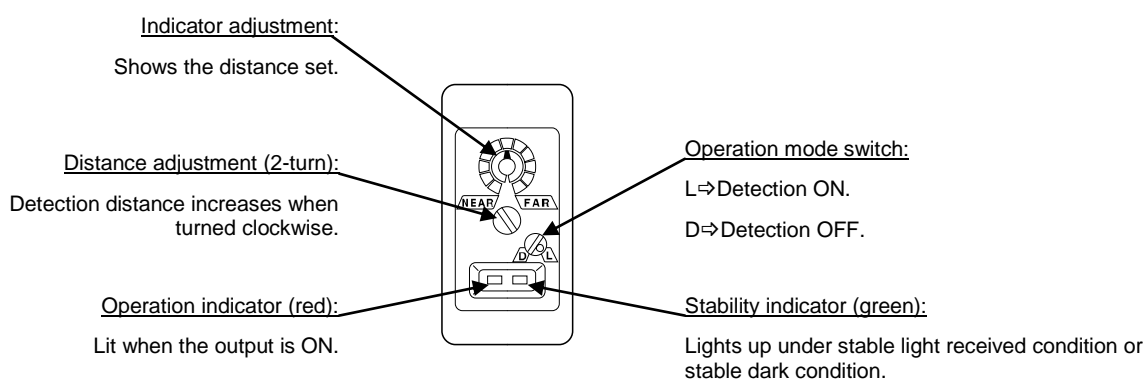 Indicator adjustment:
Shows the distance set.
Distance adjustment (2-turn):
Detection distance increases when
turned clockwise.
Operation indicator (red):
Lit when the output is ON.
NEAR FAR
D L
Operation mode switch:
L⇨Detection ON.
D⇨Detection OFF.
Stability indicator (green):
Lights up under stable light received condition or
stable dark condition.